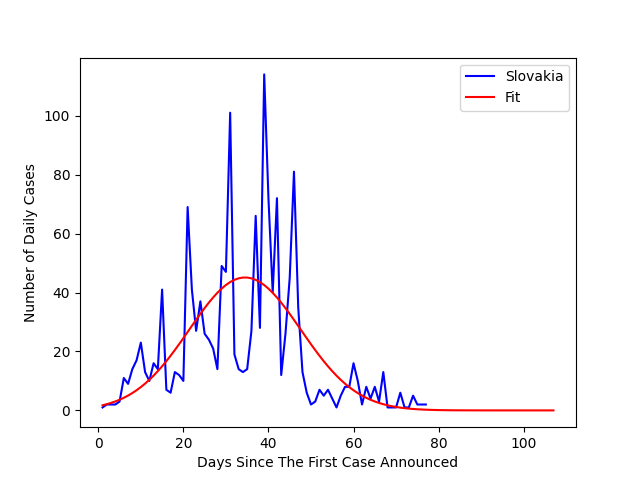 Slovakia
Fit
100
80
60
40
20
0
Number of Daily Cases
0 20 40 60 80 100
Days Since The First Case Announced